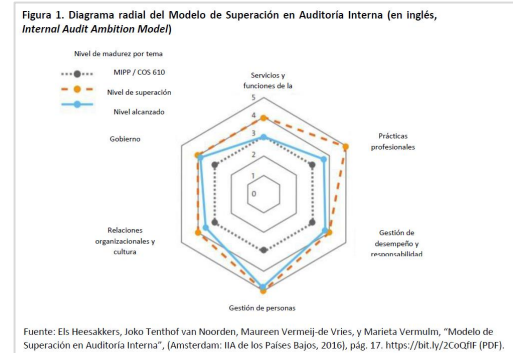 Figura 1. Diagrama radial del Modelo de Superación en Auditoría Interna (en inglés,
Internal Audit Ambition Model)
Nivel de madurez por tema
MIPP / COS 610
Nivel de superación
Nivel alcanzado
Servicios y
funciones de la
5
4
3
2
1
0
Gobierno
Prácticas
profesionales
Relaciones
organizacionales y
cultura
Gestión de
desempeño y
responsabilidad
Gestión de personas
Fuente: Els Heesakkers, Joko Tenthof van Noorden, Maureen Vermeij-de Vries, y Marieta Vermulm, “Modelo de
Superación en Auditoría Interna”, (Amsterdam: IIA de los Países Bajos, 2016), pág. 17. https://bit.ly/2CoQfIF (PDF).